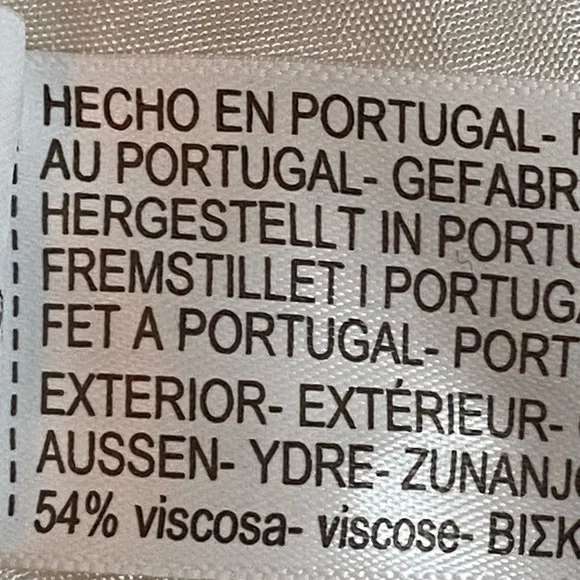 HECHO EN PORTUGAL- F
AU PORTUGAL- GEFABR
HERGESTELLT IN PORTU
FREMSTILLET I PORTUGA
FET A PORTUGAL- PORT
EXTERIOR- EXTÉRIEUR-
AUSSEN- YDRE- ZUNANJ
54% viscosa- viscose- ΒΙΣΚ